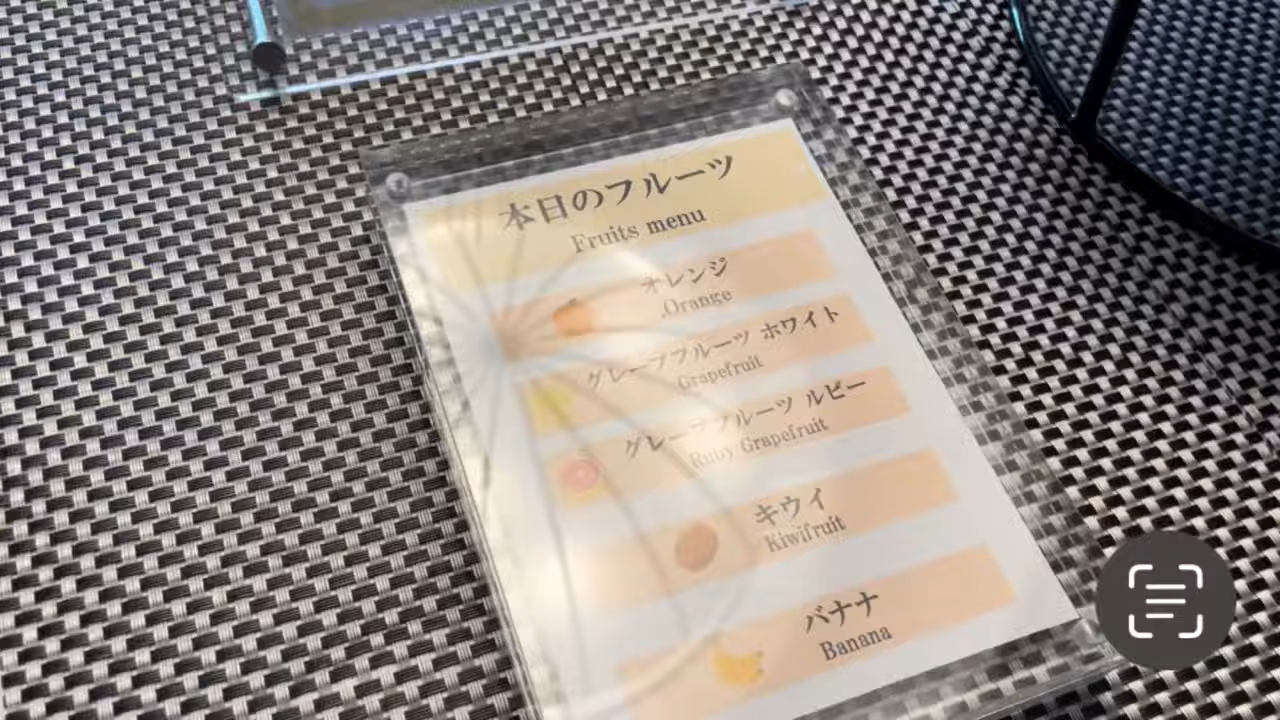 本日のフルーツ
Fruits menu
オレンジ
Orange
グレープフルーツ ホワイト
Grapefruit
グレープフルーツ ルビー
Ruby Grapefruit
キウイ
Kiwifruit
バナナ
Banana